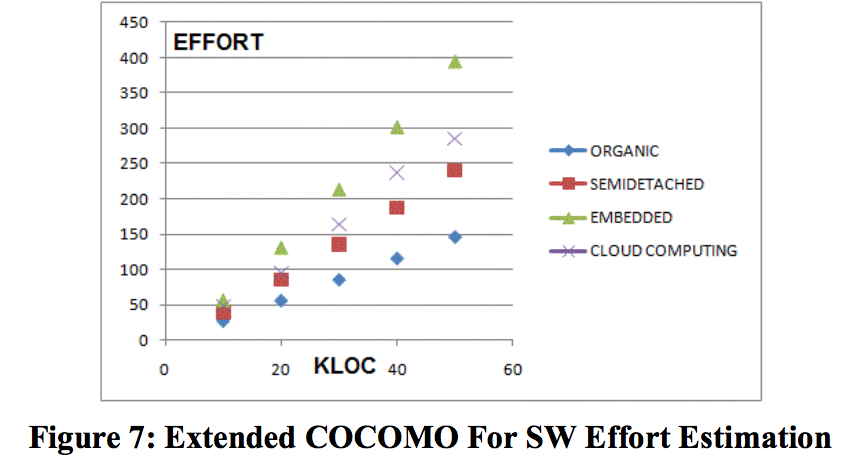 450
EFFORT
400
350
300
250
200
150
100
50
0
0
20
KLOC
40
60
ORGANIC
SEMIDETACHED
EMBEDDED
CLOUD COMPUTING
Figure 7: Extended COCOMO For SW Effort Estimation